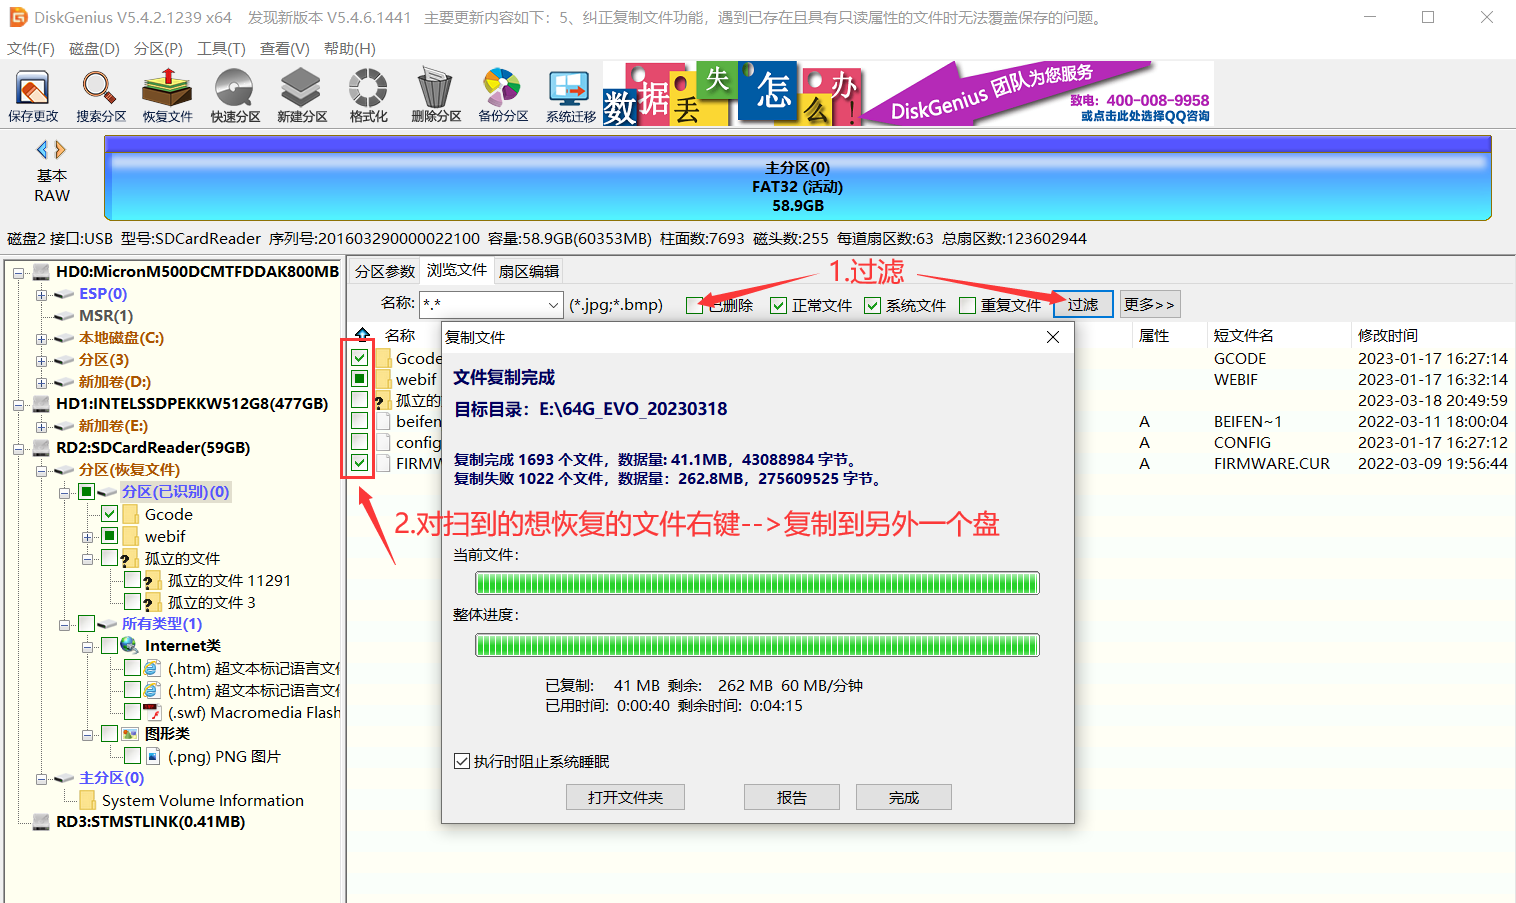 DiskGenius V5.4.2.1239 x64 发现新版本 V5.4.6.1441 主要更新内容如下：5、纠正复制文件功能，遇到已存在且具有只读属性的文件时无法覆盖保存的问题。
文件(F) 磁盘(D) 分区(P) 工具(T) 查看(V) 帮助(H)
保存更改 搜索分区 恢复文件 快速分区 新建分区 格式化 删除分区 备份分区 系统迁移
数据丢失怎么办!
DiskGenius 团队为您服务
致电：400-008-9958
或点击此处选择QQ咨询
基本
RAW
主分区(0)
FAT32 (活动)
58.9GB
磁盘2 接口:USB 型号:SDCardReader 序列号:201603290000022100 容量:58.9GB(60353MB) 柱面数:7693 磁头数:255 每道扇区数:63 总扇区数:123602944
HD0:MicronM500DCMTFDDAK800MB
ESP(0)
MSR(1)
本地磁盘(C:)
分区(3)
新加卷(D:)
HD1:INTELSSDPEKKW512G8(477GB)
新加卷(E:)
RD2:SDCardReader(59GB)
分区(恢复文件)
分区(已识别)(0)
Gcode
webif
孤立的文件
孤立的文件 11291
孤立的文件 3
所有类型(1)
Internet类
(.htm) 超文本标记语言文
(.htm) 超文本标记语言文
(.swf) Macromedia Flash
图形类
(.png) PNG 图片
主分区(0)
System Volume Information
RD3:STMSTLINK(0.41MB)
分区参数 浏览文件 扇区编辑
1.过滤
名称: *.* (*.jpg;*.bmp) 已删除 正常文件 系统文件 重复文件 过滤 更多>>
名称 属性 短文件名 修改时间
Gcode GCODE 2023-01-17 16:27:14
webif WEBIF 2023-01-17 16:32:14
孤立的 2023-03-18 20:49:59
beifen A BEIFEN~1 2022-03-11 18:00:04
config A CONFIG 2023-01-17 16:27:12
FIRMW A FIRMWARE.CUR 2022-03-09 19:56:44
复制文件
文件复制完成
目标目录：E:\64G_EVO_20230318
复制完成 1693 个文件，数据量: 41.1MB，43088984 字节。
复制失败 1022 个文件，数据量：262.8MB，275609525 字节。
2.对扫到的想恢复的文件右键-->复制到另外一个盘
当前文件：
整体进度：
已复制: 41 MB 剩余: 262 MB 60 MB/分钟
已用时间: 0:00:40 剩余时间: 0:04:15
执行时阻止系统睡眠
打开文件夹 报告 完成